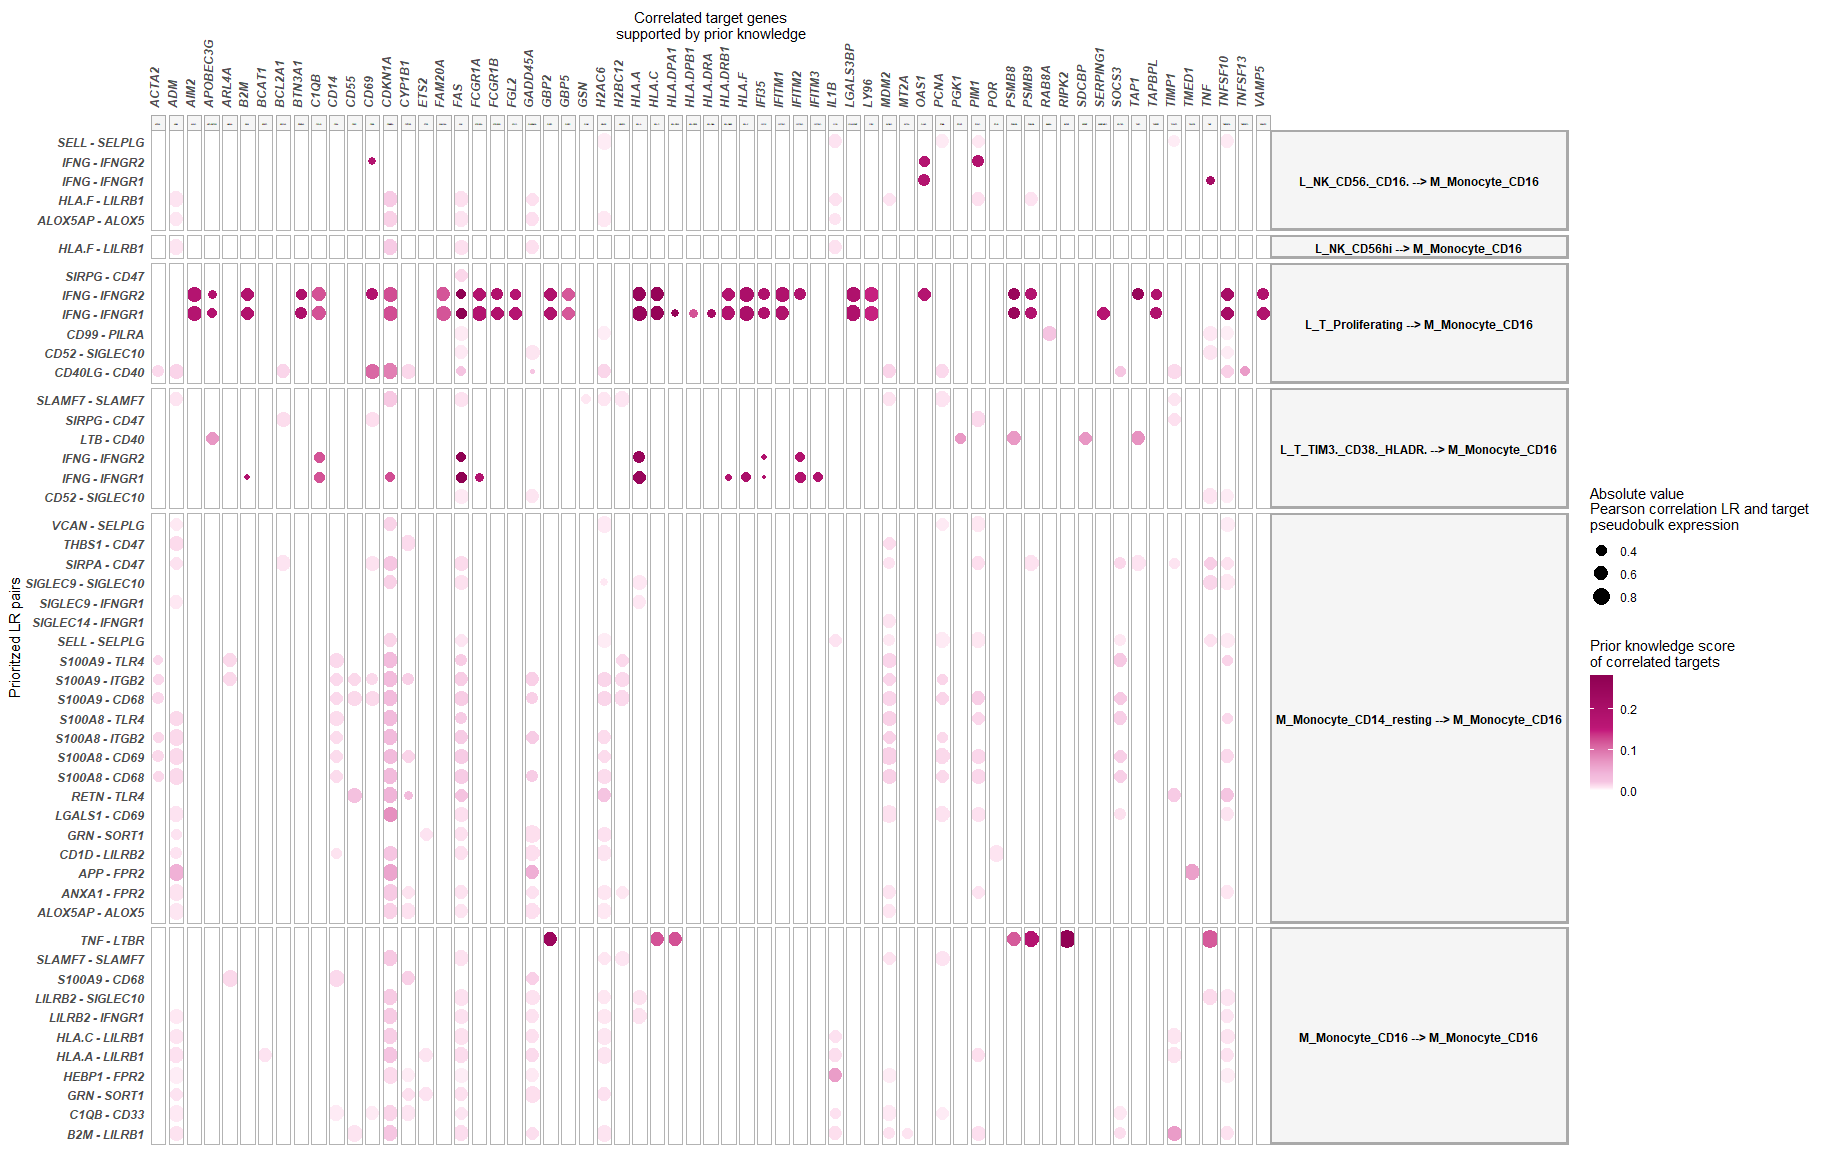 Correlated target genes
supported by prior knowledge
ACTA2
ADM
AIM2
APOBEC3G
ARL4A
B2M
BCAT1
BCL2A1
BTN3A1
C1QB
CD14
CD55
CD69
CDKN1A
CYP1B1
ETS2
FAM20A
FAS
FCGR1A
FCGR1B
FGL2
GADD45A
GBP2
GBP5
GSN
H2AC6
H2BC12
HLA.A
HLA.C
HLA.DPA1
HLA.DPB1
HLA.DRA
HLA.DRB1
HLA.F
IFI35
IFITM1
IFITM2
IFITM3
IL1B
LGALS3BP
LY96
MDM2
MT2A
OAS1
PCNA
PGK1
PIM1
POR
PSMB8
PSMB9
RAB8A
RIPK2
SDCBP
SERPING1
SOCS3
TAP1
TAPBPL
TIMP1
TMED1
TNF
TNFSF10
TNFSF13
VAMP5
Prioritzed LR pairs
SELL - SELPLG
IFNG - IFNGR2
IFNG - IFNGR1
HLA.F - LILRB1
ALOX5AP - ALOX5
L_NK_CD56._CD16. --> M_Monocyte_CD16
HLA.F - LILRB1
L_NK_CD56hi --> M_Monocyte_CD16
SIRPG - CD47
IFNG - IFNGR2
IFNG - IFNGR1
CD99 - PILRA
CD52 - SIGLEC10
CD40LG - CD40
L_T_Proliferating --> M_Monocyte_CD16
SLAMF7 - SLAMF7
SIRPG - CD47
LTB - CD40
IFNG - IFNGR2
IFNG - IFNGR1
CD52 - SIGLEC10
L_T_TIM3._CD38._HLADR. --> M_Monocyte_CD16
VCAN - SELPLG
THBS1 - CD47
SIRPA - CD47
SIGLEC9 - SIGLEC10
SIGLEC9 - IFNGR1
SIGLEC14 - IFNGR1
SELL - SELPLG
S100A9 - TLR4
S100A9 - ITGB2
S100A9 - CD68
S100A8 - TLR4
S100A8 - ITGB2
S100A8 - CD69
S100A8 - CD68
RETN - TLR4
LGALS1 - CD69
GRN - SORT1
CD1D - LILRB2
APP - FPR2
ANXA1 - FPR2
ALOX5AP - ALOX5
M_Monocyte_CD14_resting --> M_Monocyte_CD16
TNF - LTBR
SLAMF7 - SLAMF7
S100A9 - CD68
LILRB2 - SIGLEC10
LILRB2 - IFNGR1
HLA.C - LILRB1
HLA.A - LILRB1
HEBP1 - FPR2
GRN - SORT1
C1QB - CD33
B2M - LILRB1
M_Monocyte_CD16 --> M_Monocyte_CD16
Absolute value
Pearson correlation LR and target
pseudobulk expression
0.4
0.6
0.8
Prior knowledge score
of correlated targets
0.2
0.1
0.0